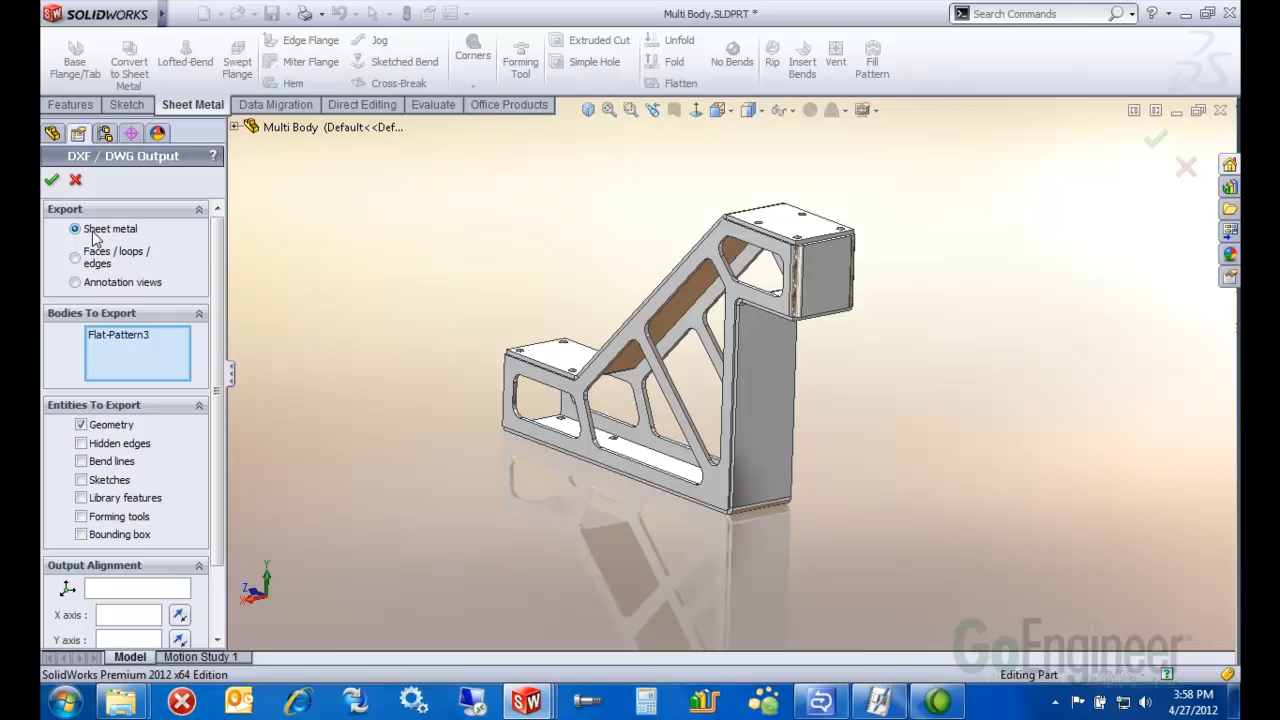 SOLIDWORKS
Multi Body.SLDPRT *
Search Commands
Base Flange/Tab
Convert to Sheet Metal
Lofted-Bend
Swept Flange
Edge Flange
Miter Flange
Hem
Jog
Sketched Bend
Cross-Break
Corners
Forming Tool
Extruded Cut
Simple Hole
Unfold
Fold
Flatten
No Bends
Rip
Insert Bends
Vent
Fill Pattern
Features
Sketch
Sheet Metal
Data Migration
Direct Editing
Evaluate
Office Products
Multi Body (Default<<Def...
DXF / DWG Output
?
Export
Sheet metal
Faces / loops /
edges
Annotation views
Bodies To Export
Flat-Pattern3
Entities To Export
Geometry
Hidden edges
Bend lines
Sketches
Library features
Forming tools
Bounding box
Output Alignment
X axis :
Y axis :
Y
Z
X
GoEngineer
Model
Motion Study 1
SolidWorks Premium 2012 x64 Edition
Editing Part
3:58 PM
4/27/2012